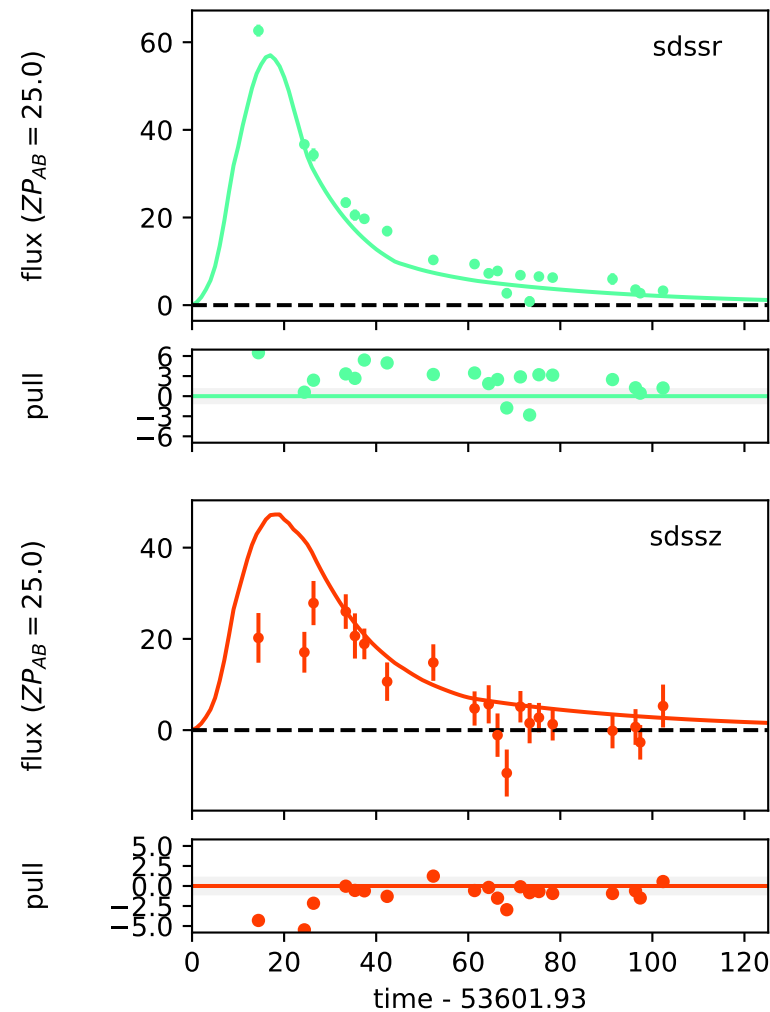 sdssr
flux (ZP_AB = 25.0)
60
40
20
0
pull
6
3
0
−3
−6
sdssz
flux (ZP_AB = 25.0)
40
20
0
pull
5.0
2.5
0.0
−2.5
−5.0
0 20 40 60 80 100 120
time - 53601.93